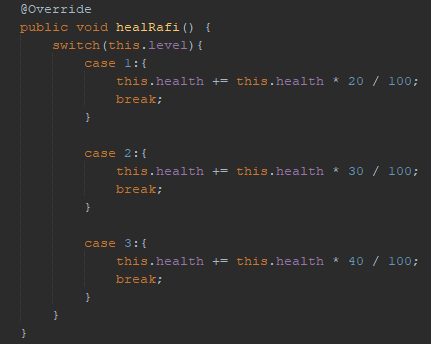 @Override
public void healRafi() {
    switch(this.level){
        case 1:{
            this.health += this.health * 20 / 100;
            break;
        }

        case 2:{
            this.health += this.health * 30 / 100;
            break;
        }

        case 3:{
            this.health += this.health * 40 / 100;
            break;
        }
    }
}